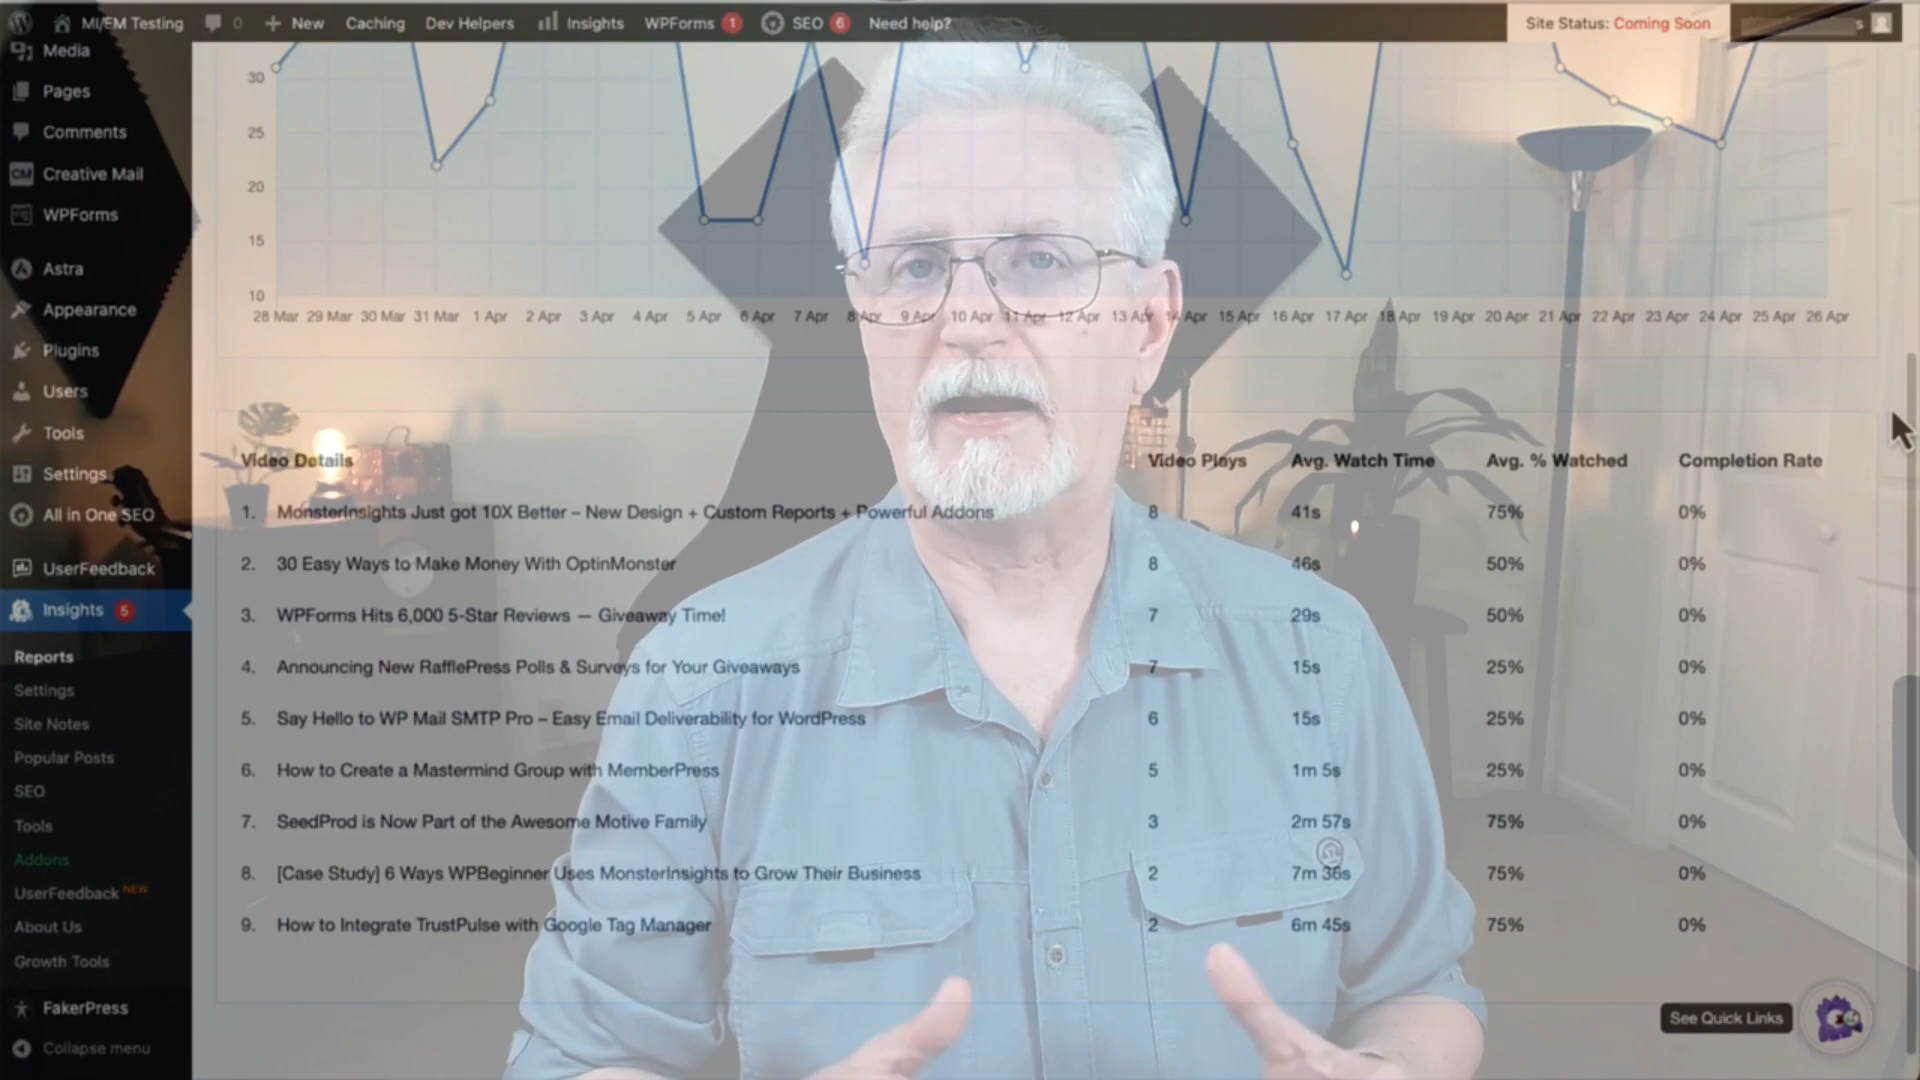 MI/EM Testing 0 New Caching Dev Helpers Insights WPForms 1 SEO 6 Need help? Site Status: Coming Soon s
Media
Pages
Comments
CM Creative Mail
WPForms
Astra
Appearance
Plugins
Users
Tools
Settings
All in One SEO
UserFeedback
Insights 5
Reports
Settings
Site Notes
Popular Posts
SEO
Tools
Addons
UserFeedback NEW
About Us
Growth Tools
FakerPress
Collapse menu
30
25
20
15
10
28 Mar 29 Mar 30 Mar 31 Mar 1 Apr 2 Apr 3 Apr 4 Apr 5 Apr 6 Apr 7 Apr 8 Apr 9 Apr 10 Apr 11 Apr 12 Apr 13 Apr 14 Apr 15 Apr 16 Apr 17 Apr 18 Apr 19 Apr 20 Apr 21 Apr 22 Apr 23 Apr 24 Apr 25 Apr 26 Apr
Video Details Video Plays Avg. Watch Time Avg. % Watched Completion Rate
1. MonsterInsights Just got 10X Better – New Design + Custom Reports + Powerful Addons 8 41s 75% 0%
2. 30 Easy Ways to Make Money With OptinMonster 8 46s 50% 0%
3. WPForms Hits 6,000 5-Star Reviews — Giveaway Time! 7 29s 50% 0%
4. Announcing New RafflePress Polls & Surveys for Your Giveaways 7 15s 25% 0%
5. Say Hello to WP Mail SMTP Pro – Easy Email Deliverability for WordPress 6 15s 25% 0%
6. How to Create a Mastermind Group with MemberPress 5 1m 5s 25% 0%
7. SeedProd is Now Part of the Awesome Motive Family 3 2m 57s 75% 0%
8. [Case Study] 6 Ways WPBeginner Uses MonsterInsights to Grow Their Business 2 7m 36s 75% 0%
9. How to Integrate TrustPulse with Google Tag Manager 2 6m 45s 75% 0%
See Quick Links